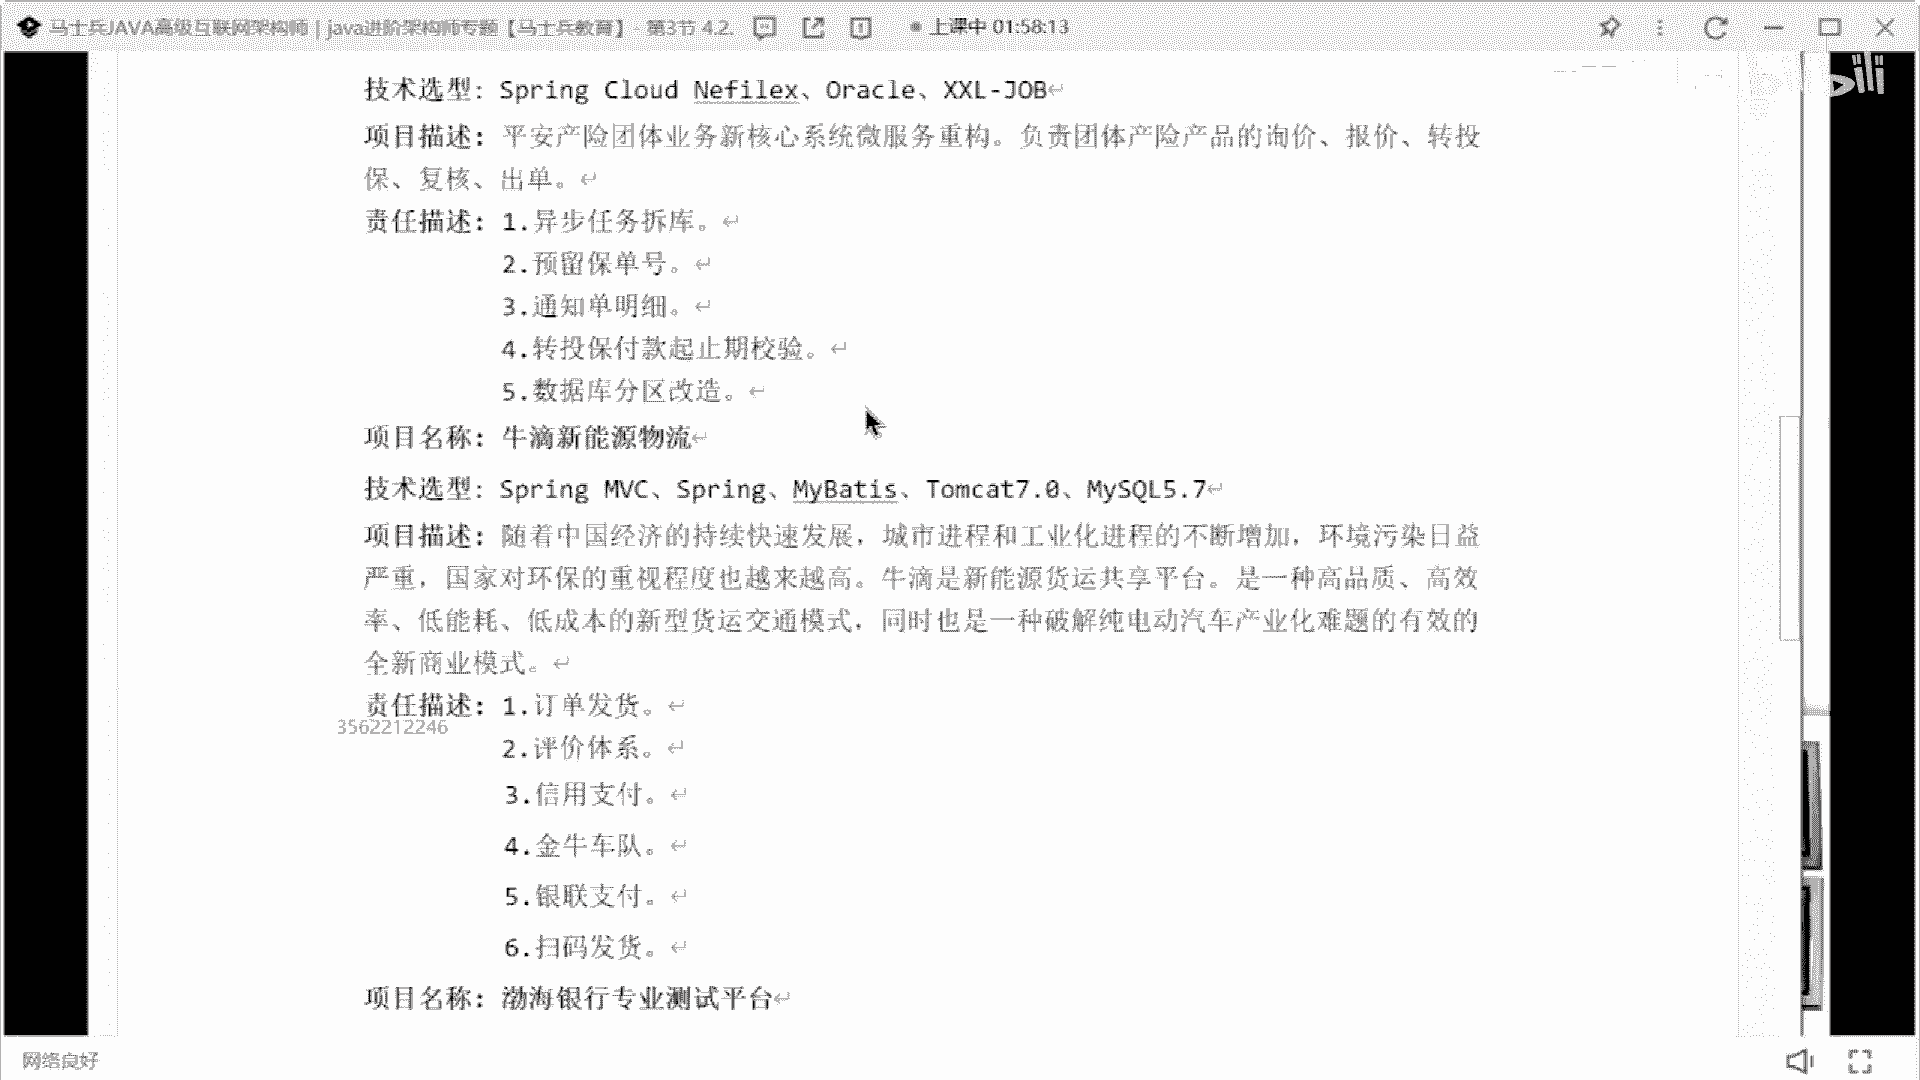 马士兵JAVA高级互联网架构师 | java进阶架构师专题【马士兵教育】- 第3节 4.2. 上课中 01:58:13
技术选型: Spring Cloud Nefilex、Oracle、XXL-JOB
项目描述: 平安产险团体业务新核心系统微服务重构。负责团体产险产品的询价、报价、转投
保、复核、出单。
责任描述: 1.异步任务拆库。
2.预留保单号。
3.通知单明细。
4.转投保付款起止期校验。
5.数据库分区改造。
项目名称: 牛滴新能源物流
技术选型: Spring MVC、Spring、MyBatis、Tomcat7.0、MySQL5.7
项目描述: 随着中国经济的持续快速发展，城市进程和工业化进程的不断增加，环境污染日益
严重，国家对环保的重视程度也越来越高。牛滴是新能源货运共享平台。是一种高品质、高效
率、低能耗、低成本的新型货运交通模式，同时也是一种破解纯电动汽车产业化难题的有效的
全新商业模式。
责任描述: 1.订单发货。
3562212246
2.评价体系。
3.信用支付。
4.金牛车队。
5.银联支付。
6.扫码发货。
项目名称: 渤海银行专业测试平台
网络良好